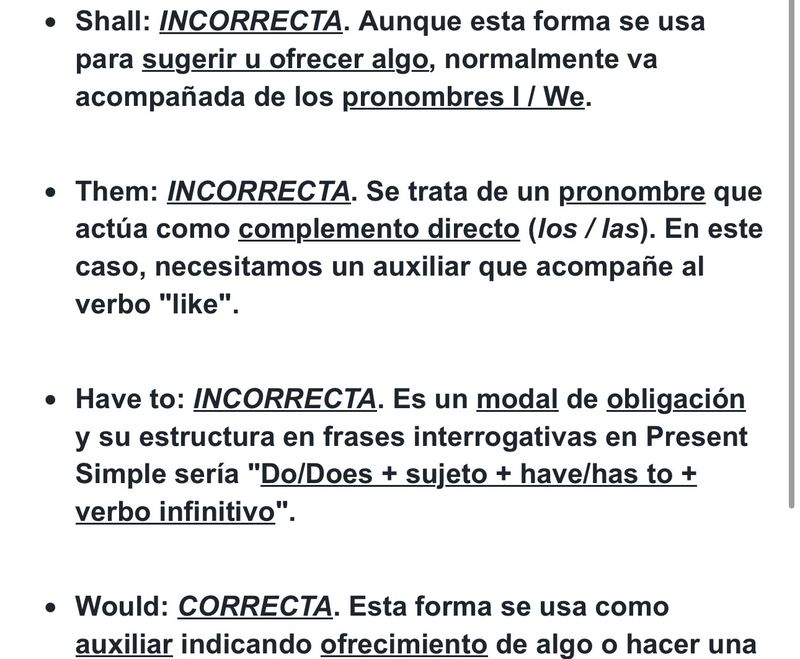 • Shall: INCORRECTA. Aunque esta forma se usa
para sugerir u ofrecer algo, normalmente va
acompañada de los pronombres I / We.
• Them: INCORRECTA. Se trata de un pronombre que
actúa como complemento directo (los / las). En este
caso, necesitamos un auxiliar que acompañe al
verbo "like".
• Have to: INCORRECTA. Es un modal de obligación
y su estructura en frases interrogativas en Present
Simple sería "Do/Does + sujeto + have/has to +
verbo infinitivo".
• Would: CORRECTA. Esta forma se usa como
auxiliar indicando ofrecimiento de algo o hacer una